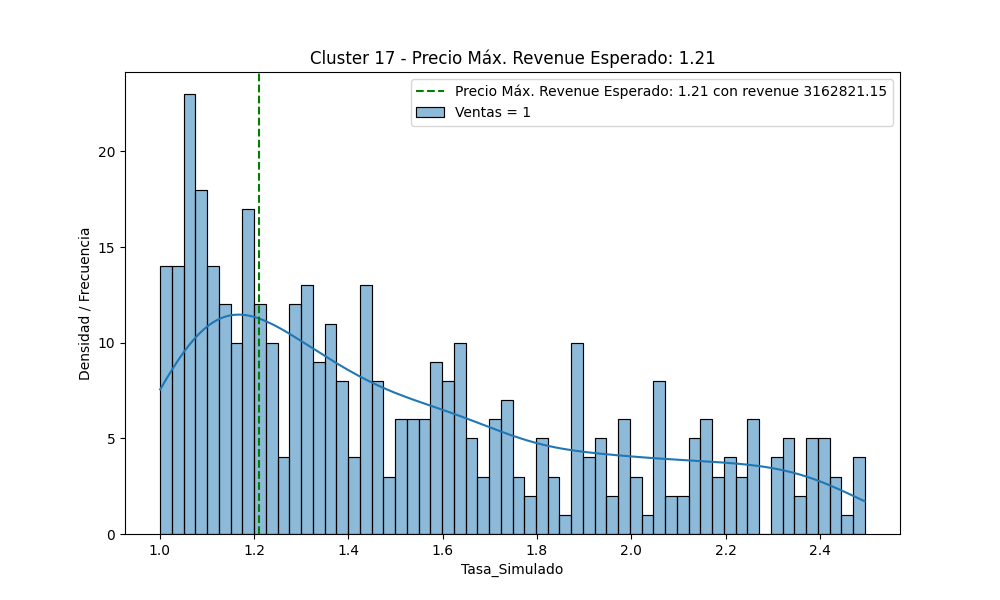 Cluster 17 - Precio Máx. Revenue Esperado: 1.21
Precio Máx. Revenue Esperado: 1.21 con revenue 3162821.15
Ventas = 1
Densidad / Frecuencia
20
15
10
5
0
1.0 1.2 1.4 1.6 1.8 2.0 2.2 2.4
Tasa_Simulado